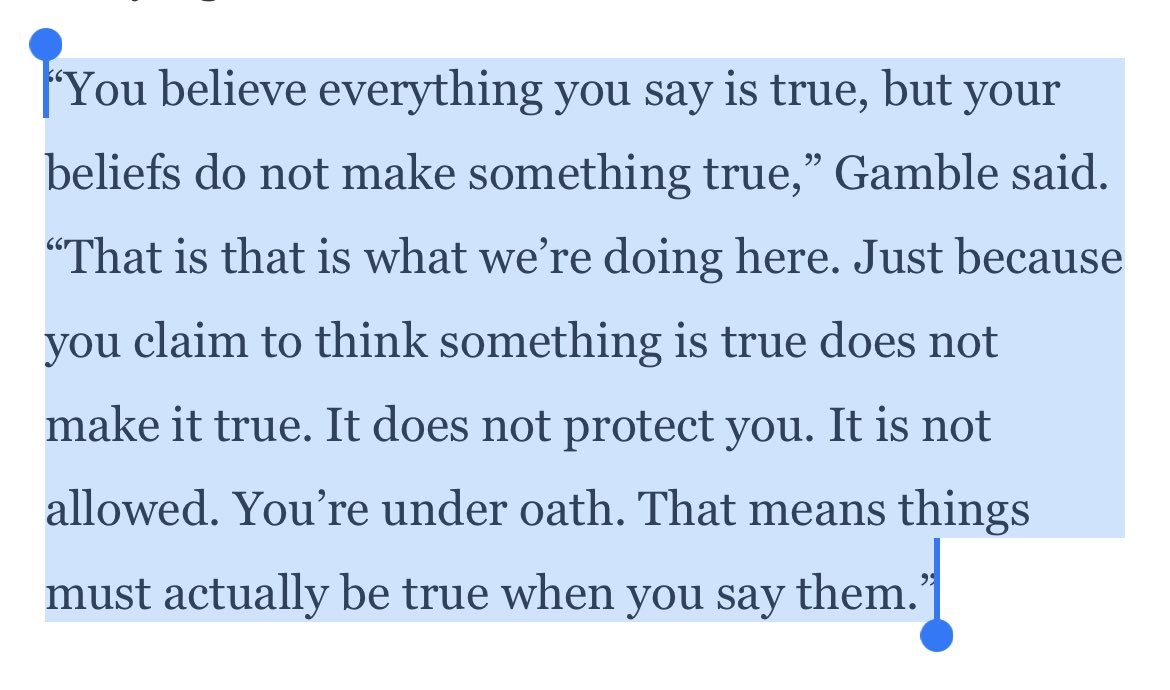 “You believe everything you say is true, but your
beliefs do not make something true,” Gamble said.
“That is that is what we’re doing here. Just because
you claim to think something is true does not
make it true. It does not protect you. It is not
allowed. You’re under oath. That means things
must actually be true when you say them.”